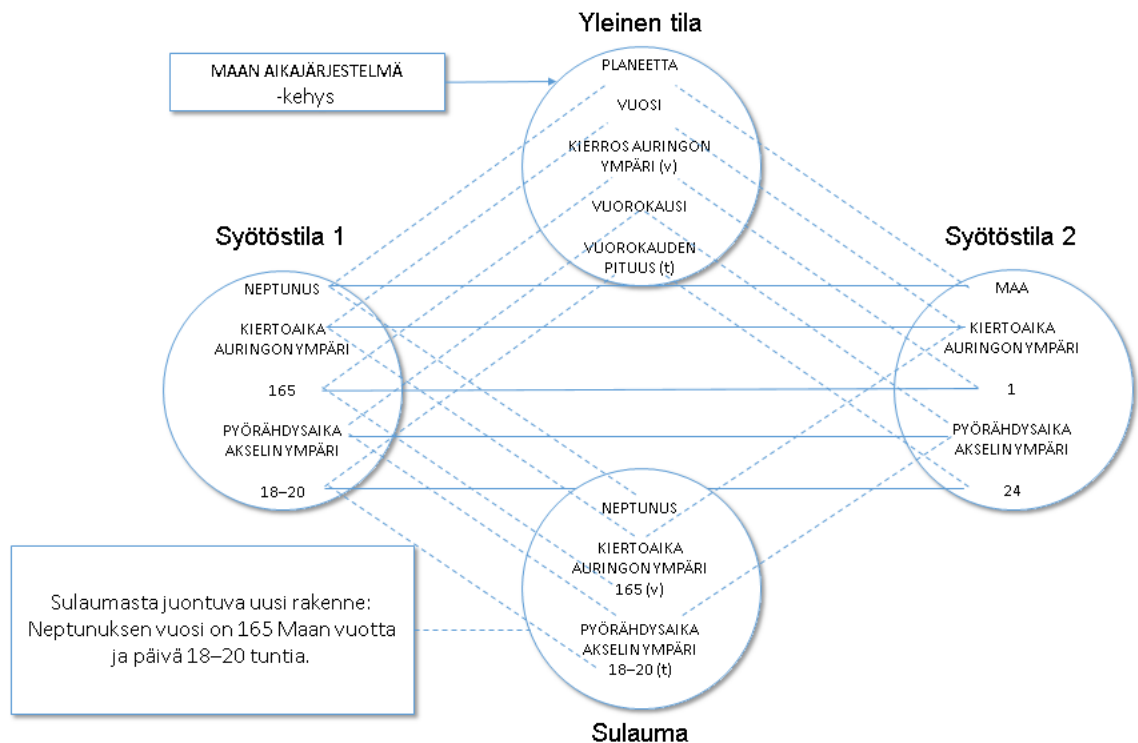 Yleinen tila
MAAN AIKAJÄRJESTELMÄ
-kehys
PLANEETTA
VUOSI
KIERROS AURINGON
YMPÄRI (v)
VUOROKAUSI
VUOROKAUDEN
PITUUS (t)
Syötöstila 1
NEPTUNUS
KIERTOAIKA
AURINGON YMPÄRI
165
PYÖRÄHDYSAIKA
AKSELIN YMPÄRI
18–20
Syötöstila 2
MAA
KIERTOAIKA
AURINGON YMPÄRI
1
PYÖRÄHDYSAIKA
AKSELIN YMPÄRI
24
NEPTUNUS
KIERTOAIKA
AURINGON YMPÄRI
165 (v)
PYÖRÄHDYSAIKA
AKSELIN YMPÄRI
18–20 (t)
Sulauma
Sulaumasta juontuva uusi rakenne:
Neptunuksen vuosi on 165 Maan vuotta
ja päivä 18–20 tuntia.